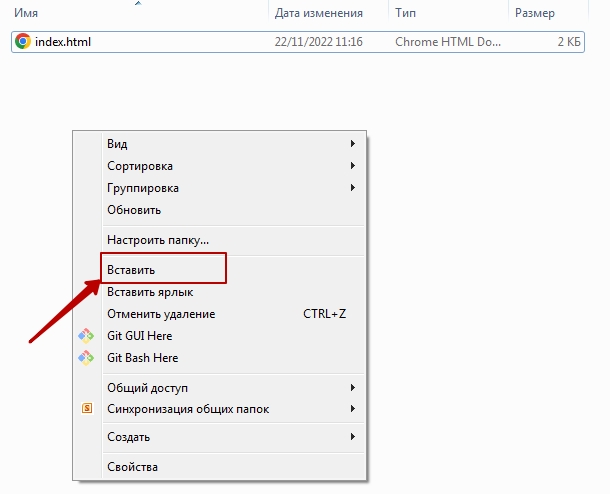 Имя Дата изменения Тип Размер
index.html 22/11/2022 11:16 Chrome HTML Do... 2 КБ
Вид
Сортировка
Группировка
Обновить
Настроить папку...
Вставить
Вставить ярлык
Отменить удаление CTRL+Z
Git GUI Here
Git Bash Here
Общий доступ
Синхронизация общих папок
Создать
Свойства